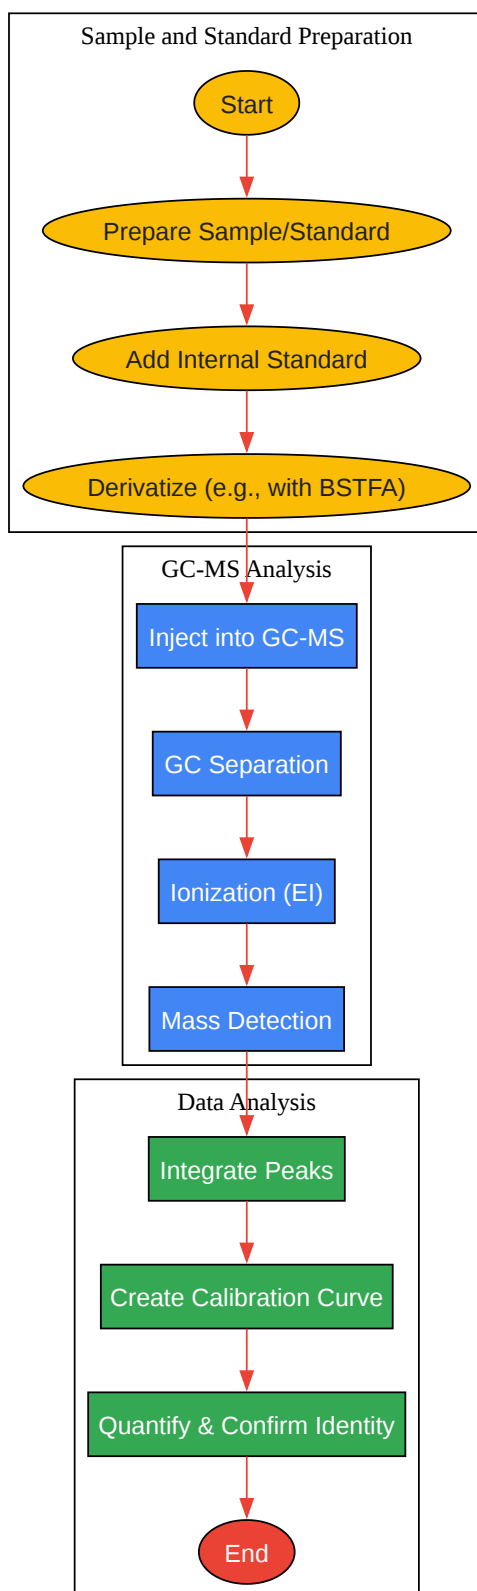 Sample and Standard Preparation
Start
Prepare Sample/Standard
Add Internal Standard
Derivatize (e.g., with BSTFA)
GC-MS Analysis
Inject into GC-MS
GC Separation
Ionization (EI)
Mass Detection
Data Analysis
Integrate Peaks
Create Calibration Curve
Quantify & Confirm Identity
End